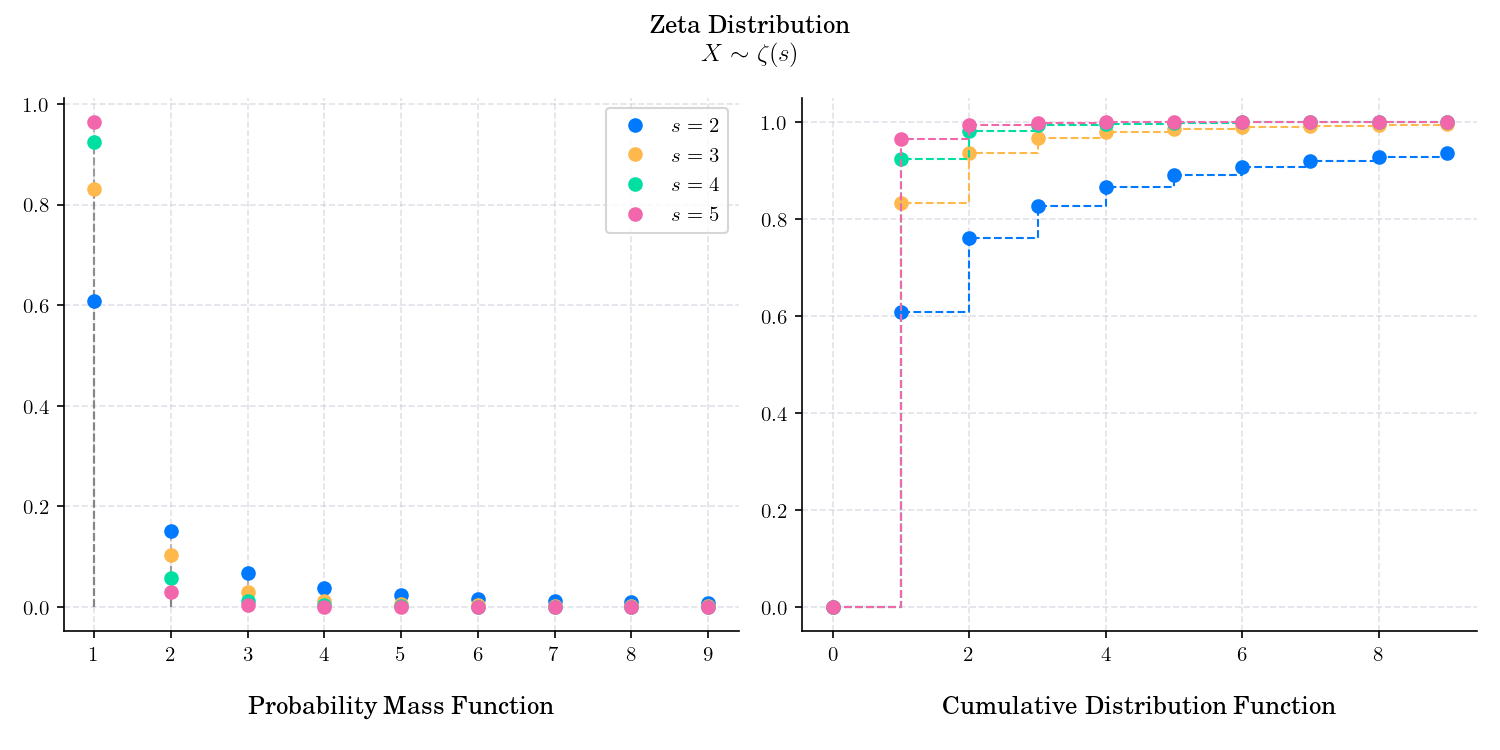 Zeta Distribution
X ∼ ζ(s)
1.0
0.8
0.6
0.4
0.2
0.0
1 2 3 4 5 6 7 8 9
s = 2
s = 3
s = 4
s = 5
Probability Mass Function
1.0
0.8
0.6
0.4
0.2
0.0
0 2 4 6 8
Cumulative Distribution Function